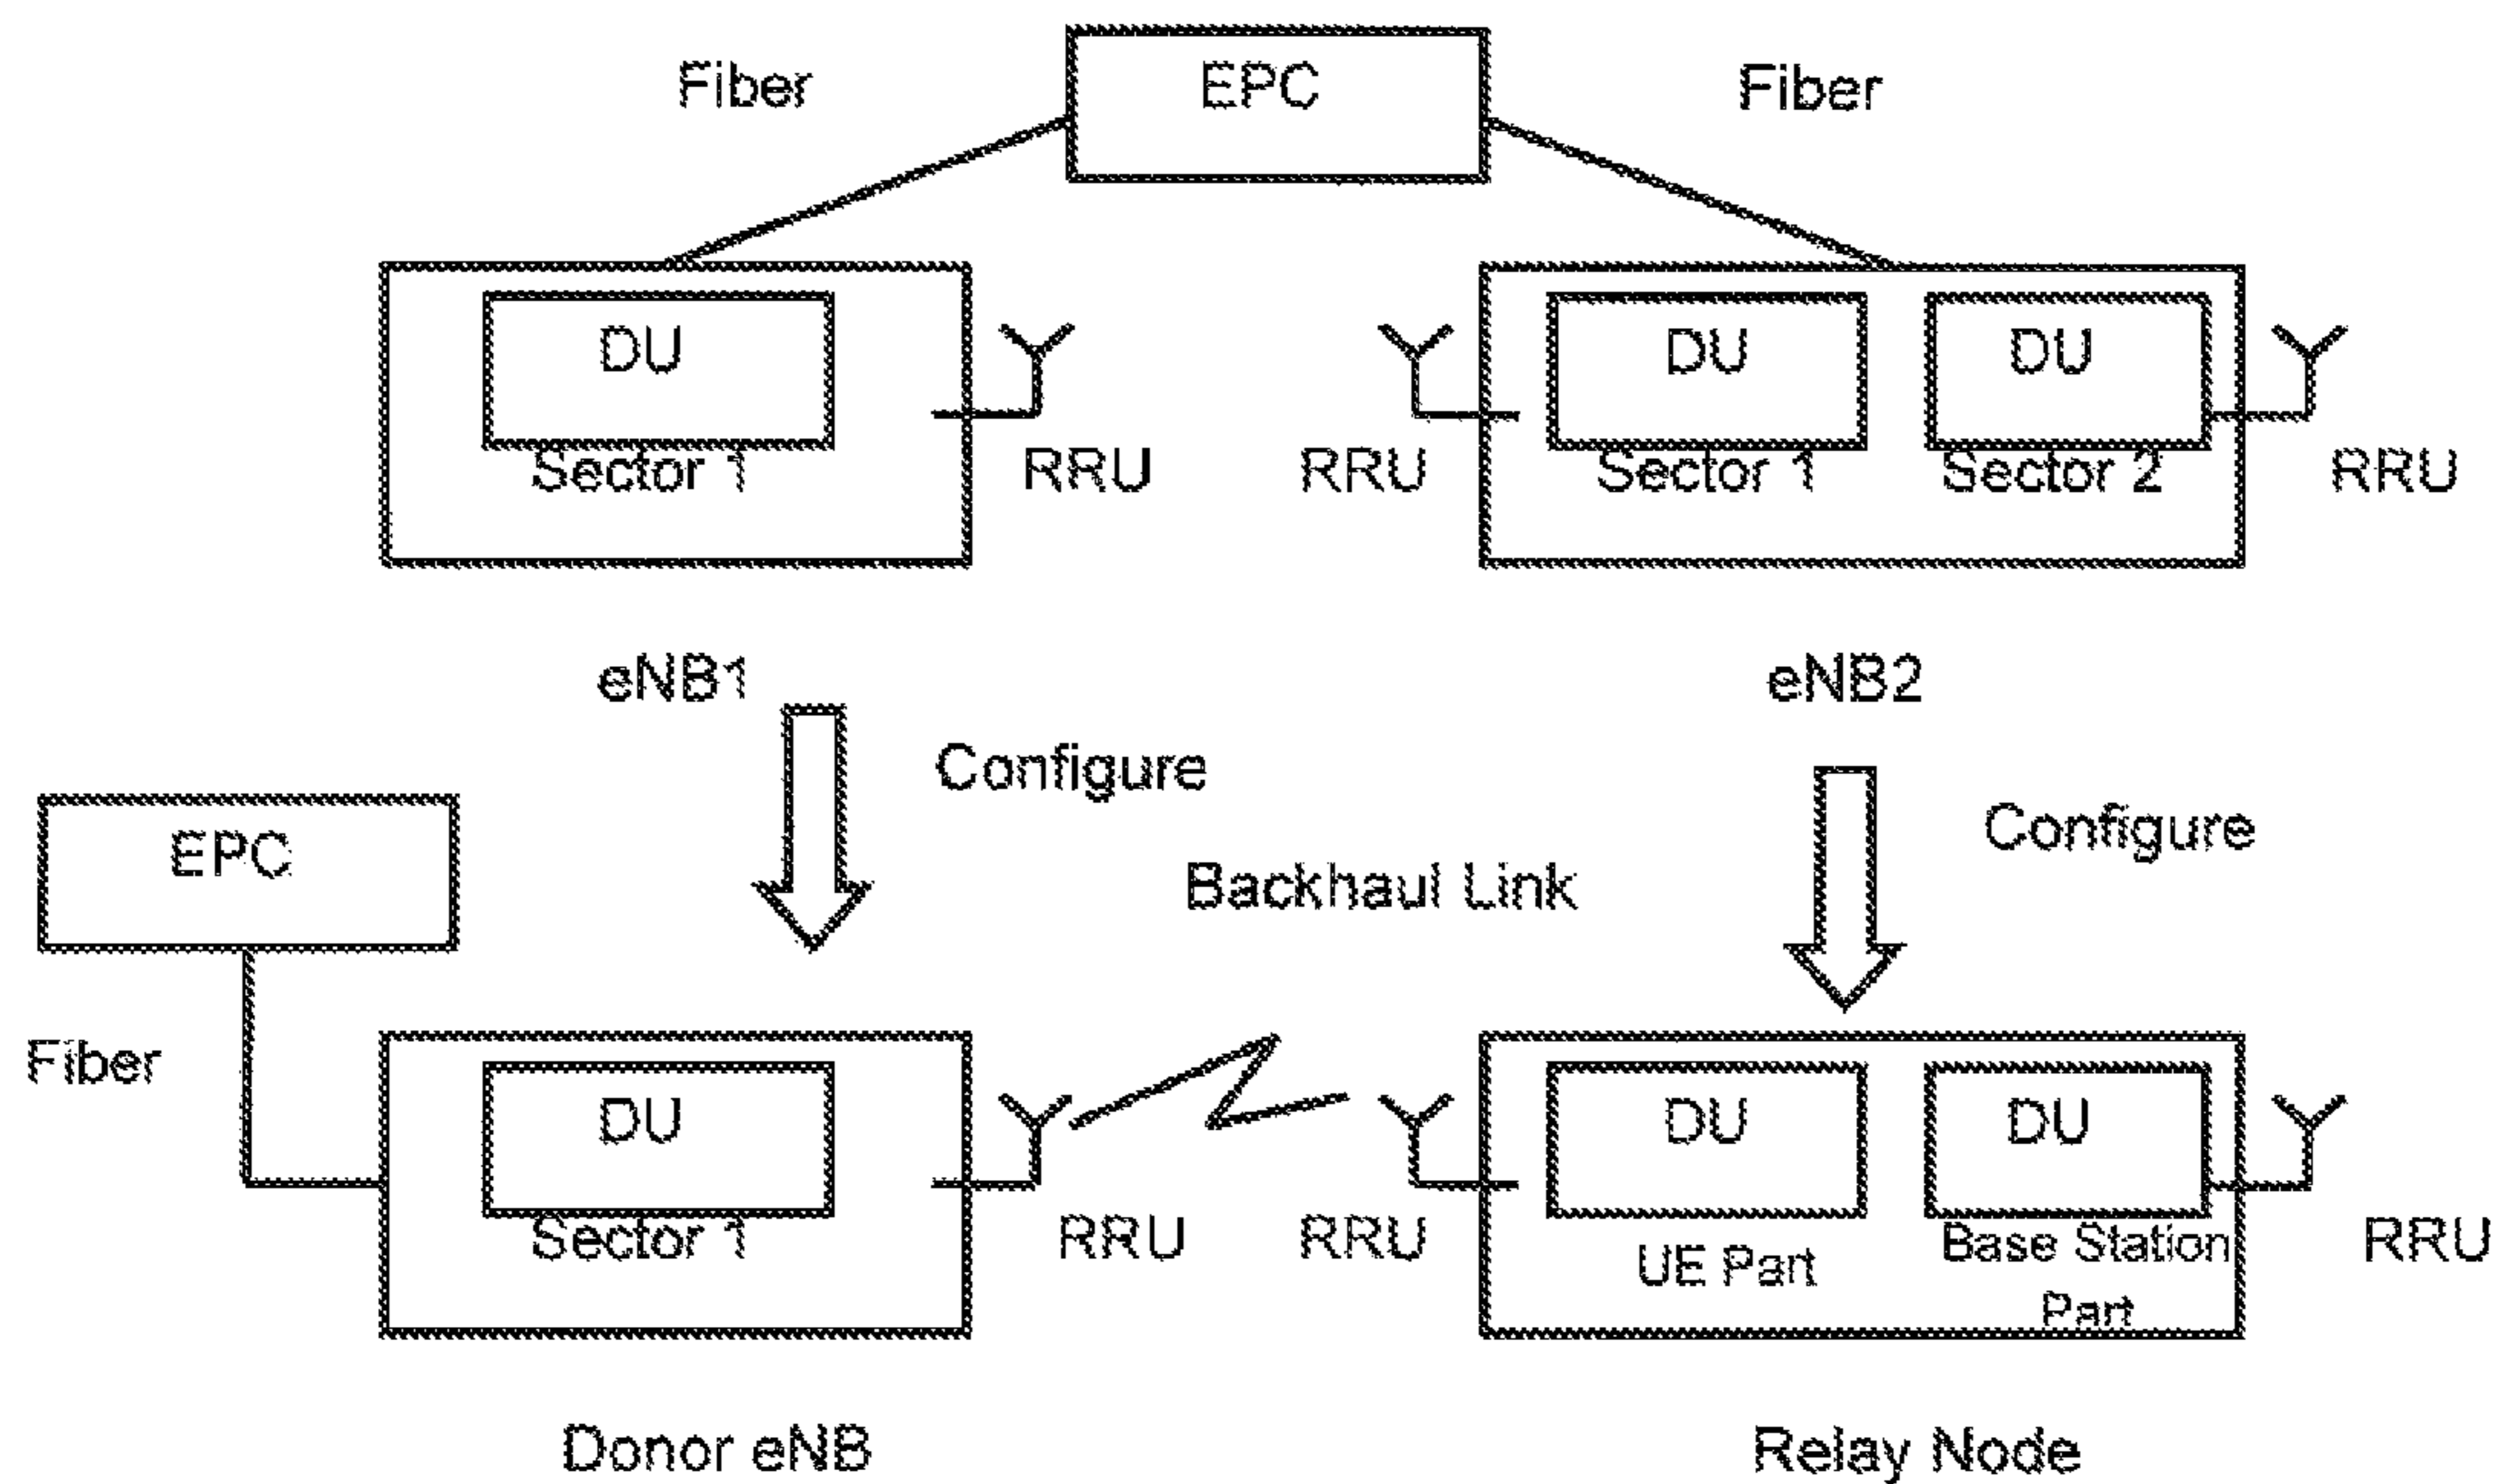 Fiber
EPC
Fiber
DU
DU
DU
Sector 1
RRU
RRU
Sector 1
Sector 2
RRU
eNB1
eNB2
Configure
Configure
EPC
Backhaul Link
Fiber
DU
DU
DU
Sector 1
RRU
RRU
UE Part
Base Station
Part
RRU
Donor eNB
Relay Node